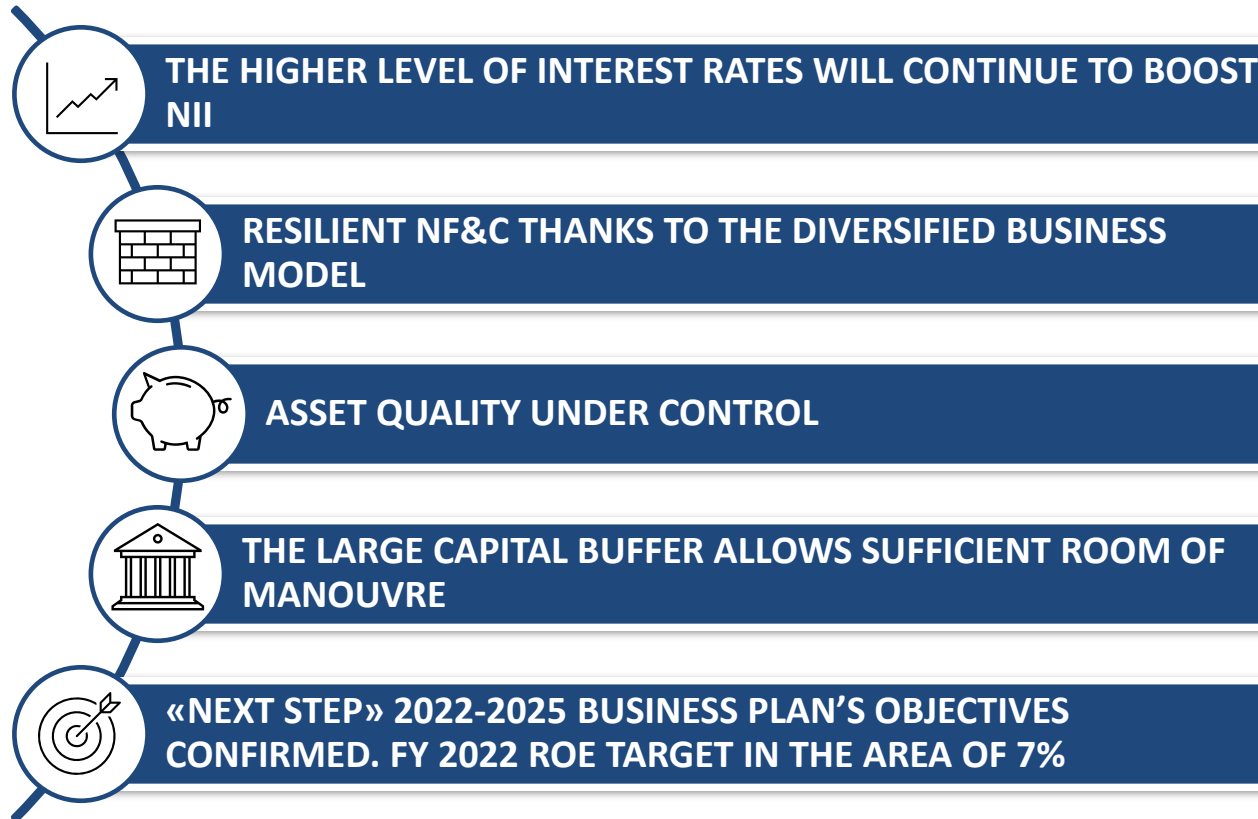 THE HIGHER LEVEL OF INTEREST RATES WILL CONTINUE TO BOOST
NII
RESILIENT NF&C THANKS TO THE DIVERSIFIED BUSINESS
MODEL
ASSET QUALITY UNDER CONTROL
THE LARGE CAPITAL BUFFER ALLOWS SUFFICIENT ROOM OF
MANOUVRE
«NEXT STEP» 2022-2025 BUSINESS PLAN’S OBJECTIVES
CONFIRMED. FY 2022 ROE TARGET IN THE AREA OF 7%